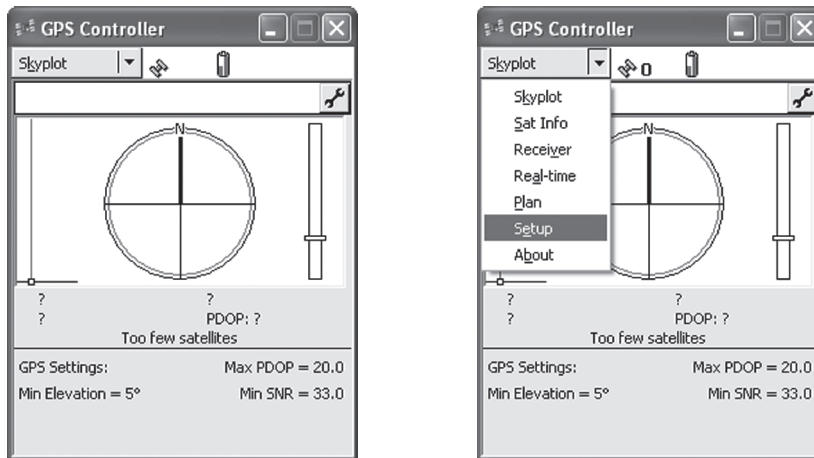 GPS Controller
Skyplot
N
?
?
?
PDOP: ?
Too few satellites
GPS Settings:
Max PDOP = 20.0
Min Elevation = 5°
Min SNR = 33.0
GPS Controller
Skyplot
0
Skyplot
Sat Info
Receiver
Real-time
Plan
Setup
About
N
?
?
?
PDOP: ?
Too few satellites
GPS Settings:
Max PDOP = 20.0
Min Elevation = 5°
Min SNR = 33.0